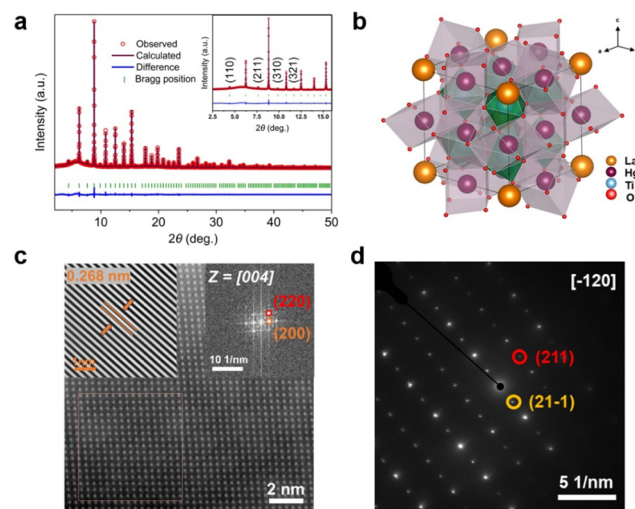 a
Observed
Calculated
Difference
Bragg position
Intensity (a.u.)
2θ (deg.)
10 20 30 40 50
Intensity (a.u.)
(110) (211) (310) (321)
2.5 5.0 7.5 10.0 12.5 15.0
2θ (deg.)
b
c
a
La
Hg
Ti
O
c
0.268 nm
Z = [004]
(220)
(200)
10 1/nm
2 nm
d
[-120]
(211)
(21-1)
5 1/nm